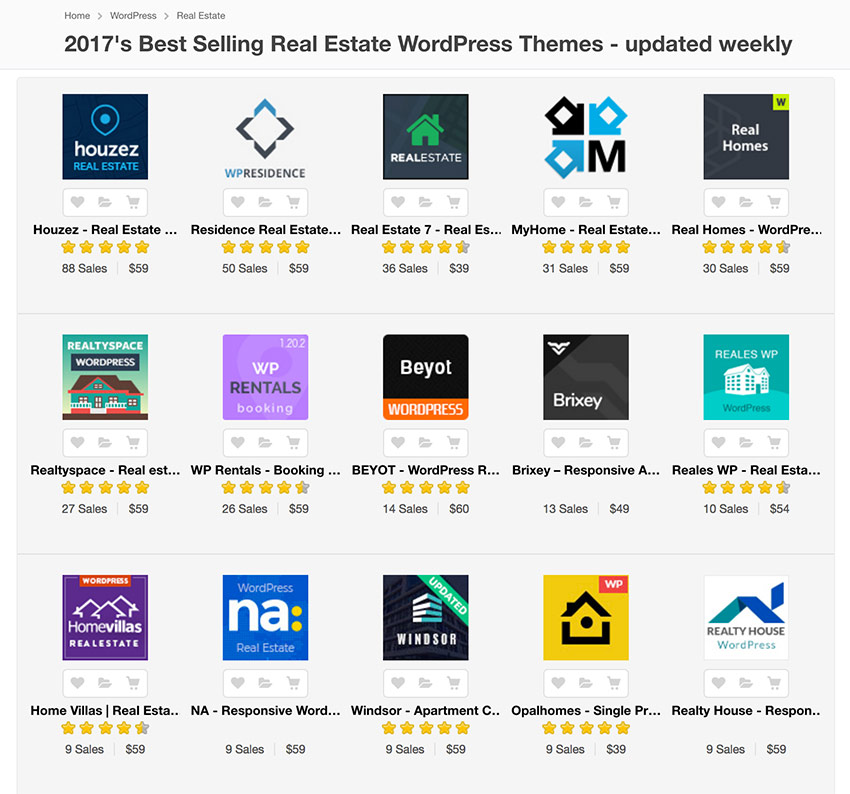 Home > WordPress > Real Estate
2017's Best Selling Real Estate WordPress Themes - updated weekly
houzez
REAL ESTATE
WPRESIDENCE
REALESTATE
M
W
Real
Homes
Houzez - Real Estate ...
Residence Real Estate...
Real Estate 7 - Real Es...
MyHome - Real Estate...
Real Homes - WordPre...
88 Sales $59
50 Sales $59
36 Sales $39
31 Sales $59
30 Sales $59
REALTYSPACE
WORDPRESS
1.20.2
WP
RENTALS
booking
Beyot
WORDPRESS
Brixey
REALES WP
WordPress
Realtyspace - Real est...
WP Rentals - Booking ...
BEYOT - WordPress R...
Brixey – Responsive A...
Reales WP - Real Esta...
27 Sales $59
26 Sales $59
14 Sales $60
13 Sales $49
10 Sales $54
WORDPRESS
Homevillas
REALESTATE
WordPress
na:
Real Estate
UPDATED
WINDSOR
WP
REALTY HOUSE
WordPress
Home Villas | Real Esta..
NA - Responsive Word...
Windsor - Apartment C..
Opalhomes - Single Pr...
Realty House - Respon..
9 Sales $59
9 Sales $59
9 Sales $59
9 Sales $39
9 Sales $59